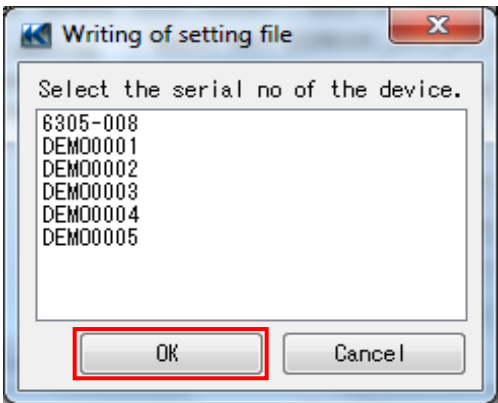 Writing of setting file
Select the serial no of the device.
6305-008
DEMO0001
DEMO0002
DEMO0003
DEMO0004
DEMO0005
OK
Cancel